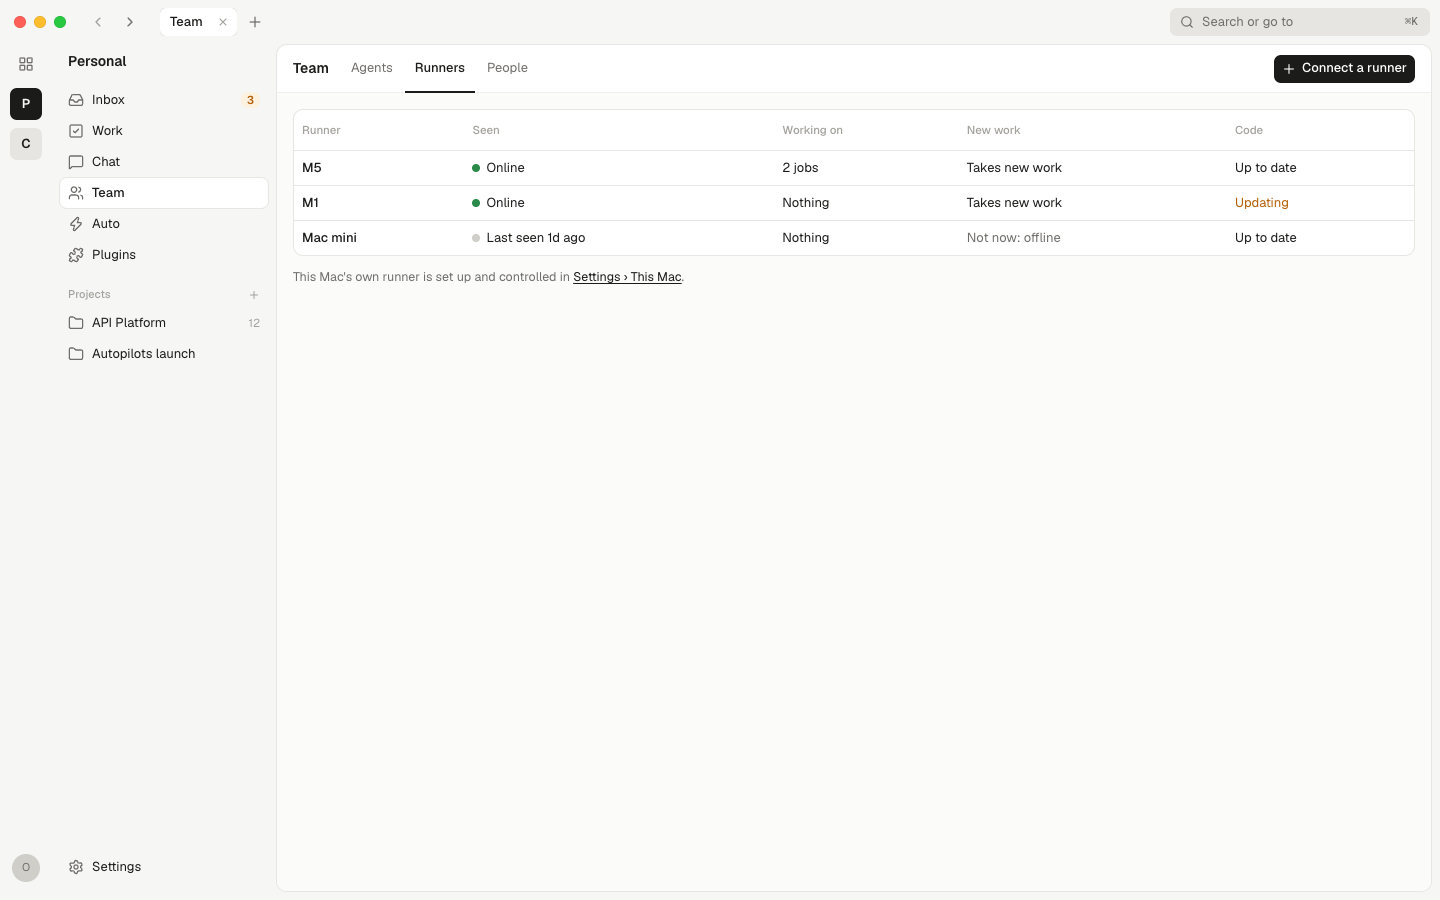 Team
Search or go to ⌘K
P
C
O
Personal
Inbox 3
Work
Chat
Team
Auto
Plugins
Projects
API Platform 12
Autopilots launch
Settings
Team Agents Runners People Connect a runner
Runner Seen Working on New work Code
M5 Online 2 jobs Takes new work Up to date
M1 Online Nothing Takes new work Updating
Mac mini Last seen 1d ago Nothing Not now: offline Up to date
This Mac's own runner is set up and controlled in Settings › This Mac.